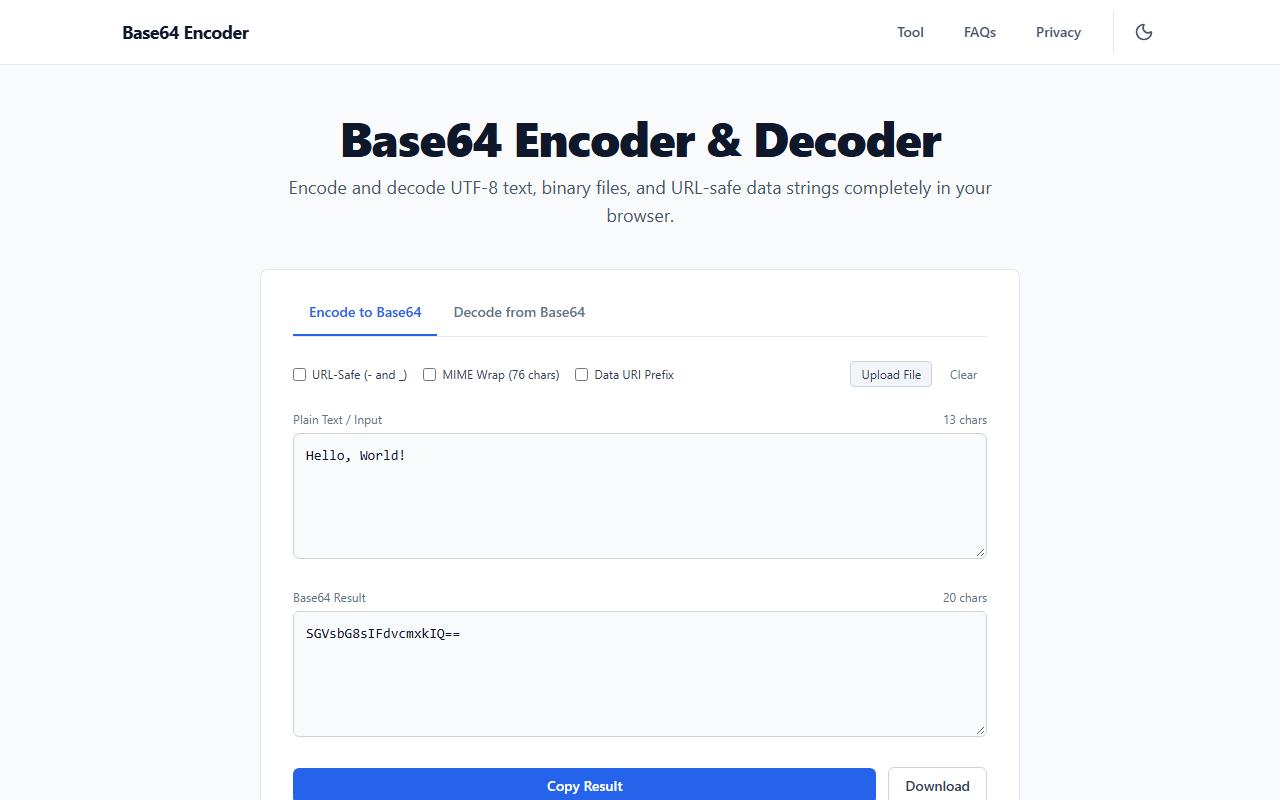 Base64 Encoder
Tool
FAQs
Privacy
Base64 Encoder & Decoder
Encode and decode UTF-8 text, binary files, and URL-safe data strings completely in your
browser.
Encode to Base64
Decode from Base64
URL-Safe (- and _)
MIME Wrap (76 chars)
Data URI Prefix
Upload File
Clear
Plain Text / Input
13 chars
Hello, World!
Base64 Result
20 chars
SGVsbG8sIFdvcmxkIQ==
Copy Result
Download